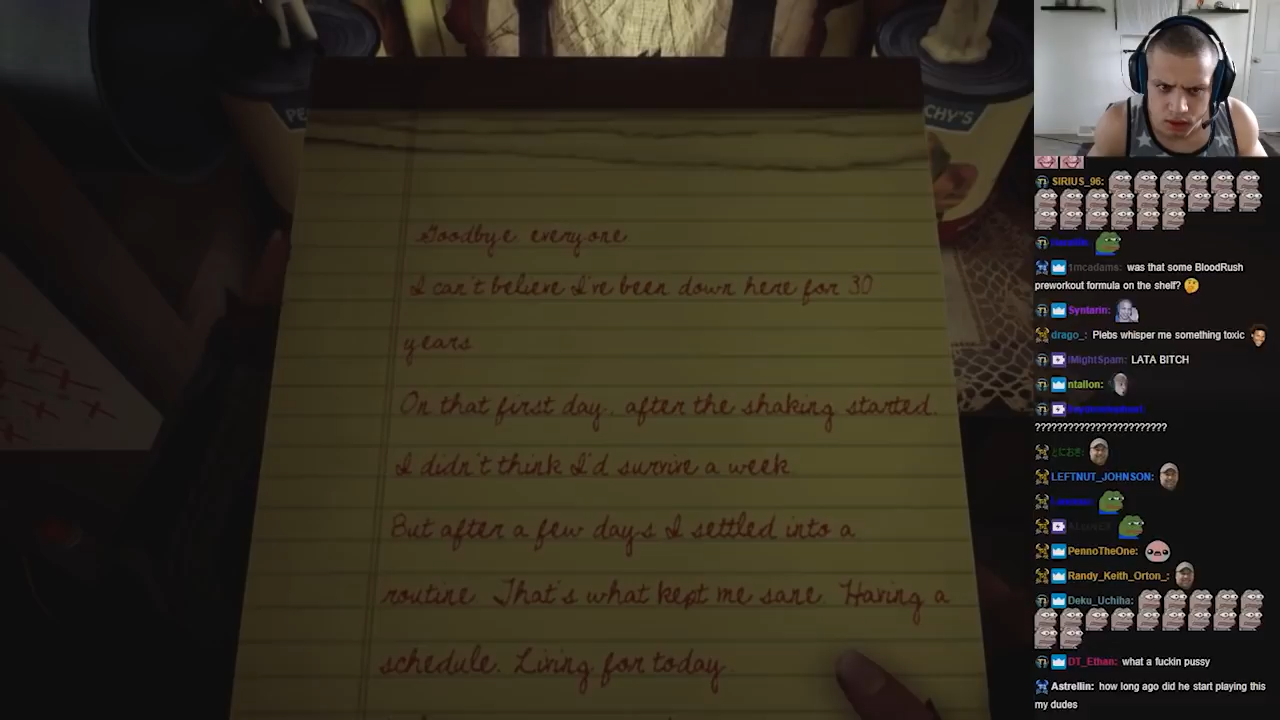 PE
CHY'S
Goodbye everyone
I can't believe I've been down here for 30
years
On that first day, after the shaking started,
I didn't think I'd survive a week
But after a few days I settled into a
routine. That's what kept me sane. Having a
schedule. Living for today
SIRIUS_96:
1mcadams: was that some BloodRush
preworkout formula on the shelf?
Syntarin:
drago_: Plebs whisper me something toxic
IMightSpam: LATA BITCH
ntallon:
????????????????????????
LEFTNUT_JOHNSON:
PennoTheOne:
Randy_Keith_Orton_:
Deku_Uchiha:
DT_Ethan: what a fuckin pussy
Astrellin: how long ago did he start playing this
my dudes